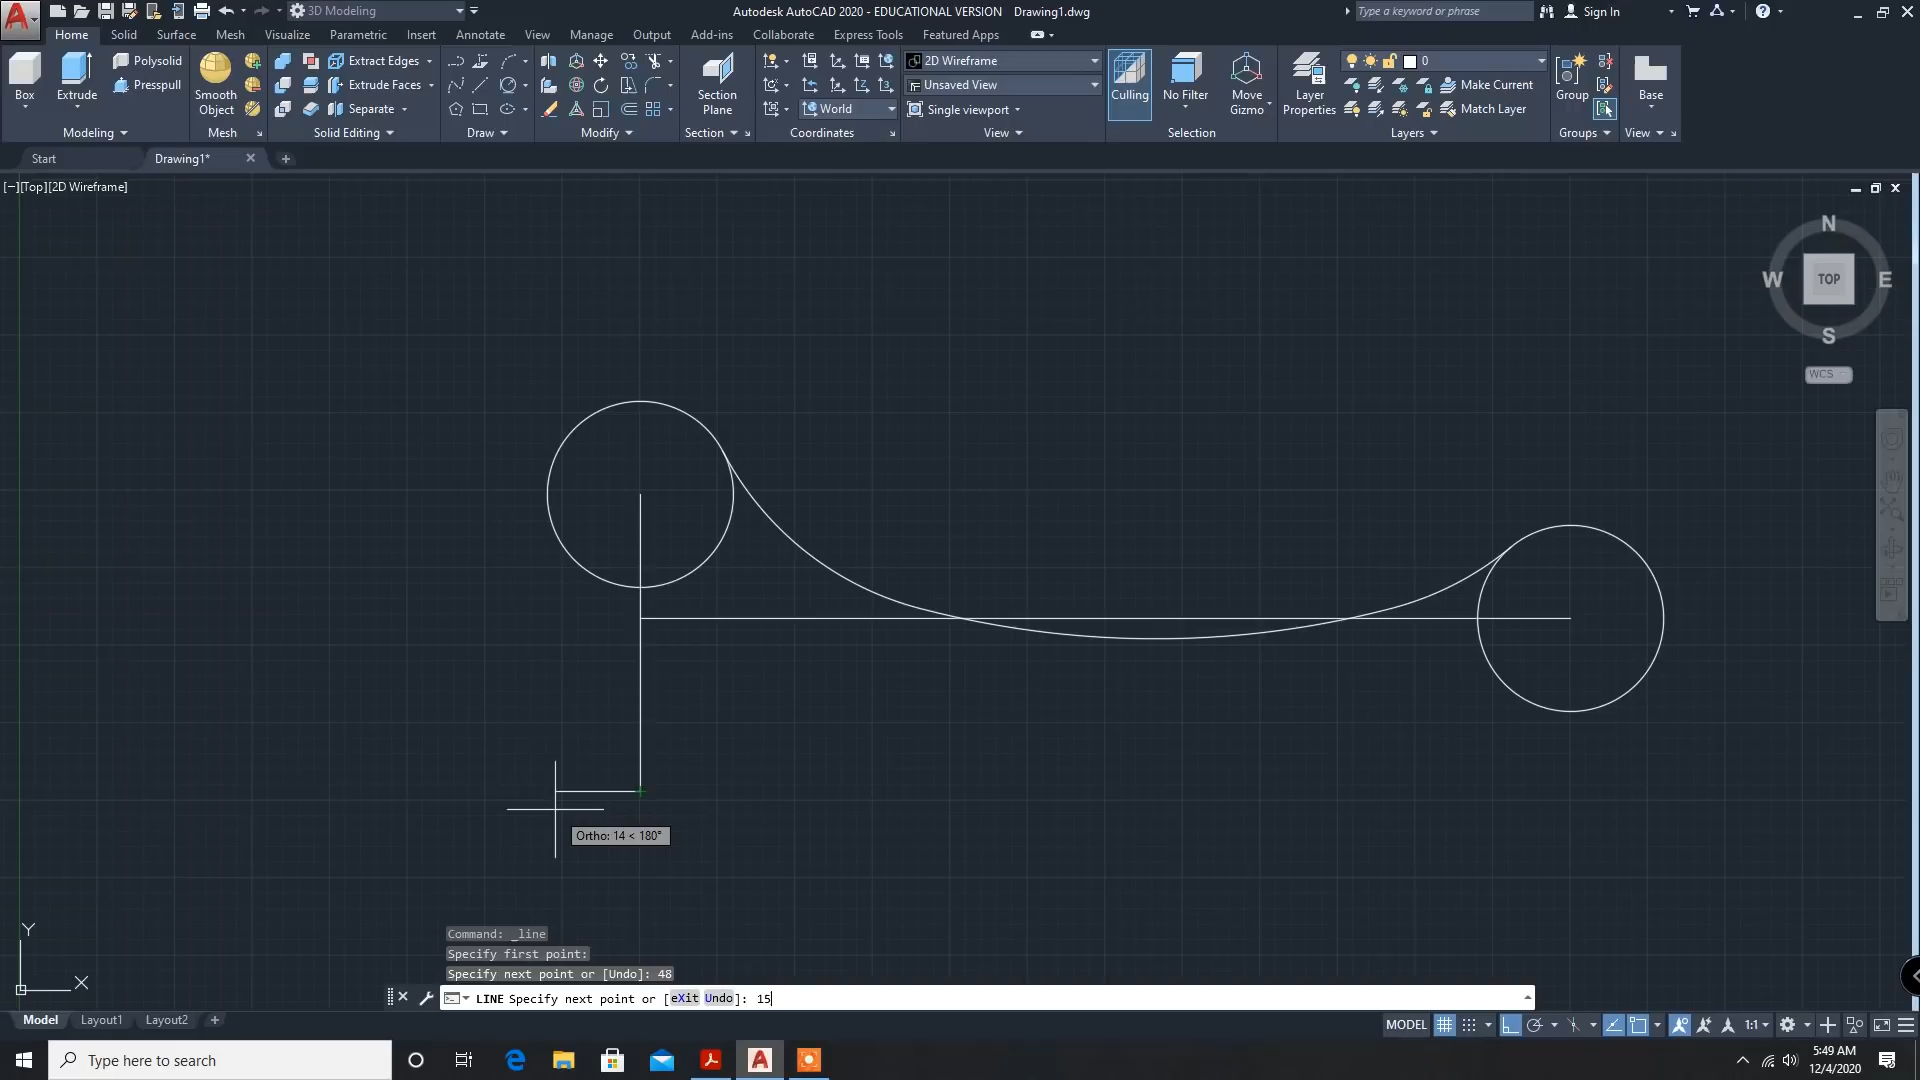 3D Modeling
Autodesk AutoCAD 2020 - EDUCATIONAL VERSION Drawing1.dwg
Type a keyword or phrase
Sign In
Home Solid Surface Mesh Visualize Parametric Insert Annotate View Manage Output Add-ins Collaborate Express Tools Featured Apps
Box
Extrude
Polysolid
Presspull
Smooth
Object
Extract Edges
Extrude Faces
Separate
Section
Plane
World
2D Wireframe
Unsaved View
Single viewport
Culling
No Filter
Move
Gizmo
Layer
Properties
0
Make Current
Match Layer
Group
Base
Modeling Mesh Solid Editing Draw Modify Section Coordinates View Selection Layers Groups View
Start Drawing1*
[−][Top][2D Wireframe]
N
W TOP E
S
WCS
Ortho: 14 < 180°
Y
X
Command: _line
Specify first point:
Specify next point or [Undo]: 48
LINE Specify next point or [eXit Undo]: 15
Model Layout1 Layout2
MODEL
1:1
Type here to search
5:49 AM
12/4/2020